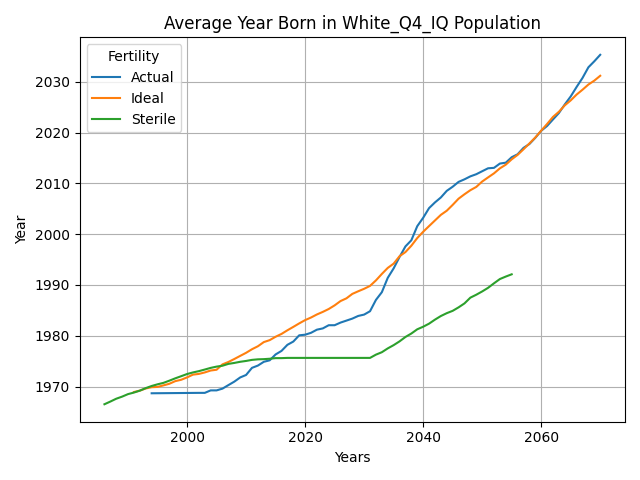 Average Year Born in White_Q4_IQ Population
Fertility
Actual
Ideal
Sterile
2030
2020
2010
2000
1990
1980
1970
Year
2000
2020
2040
2060
Years